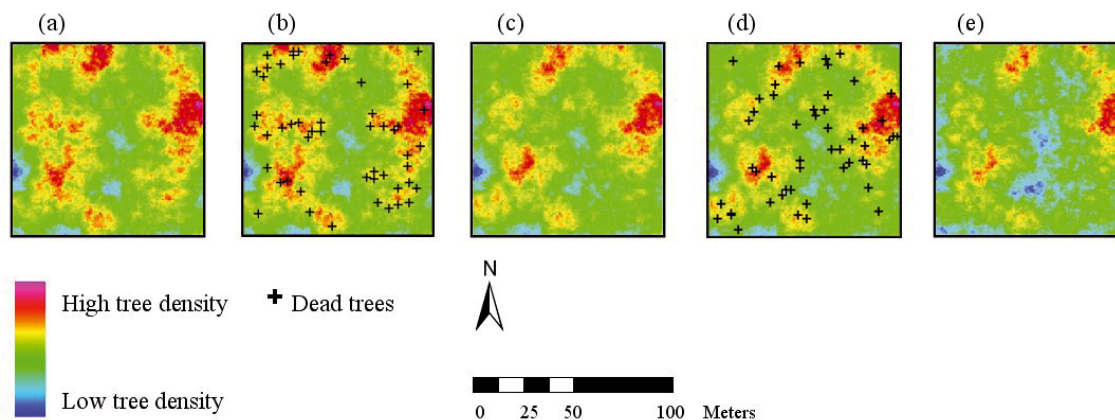 (a) (b) (c) (d) (e)
N
High tree density + Dead trees
Low tree density
0 25 50 100 Meters